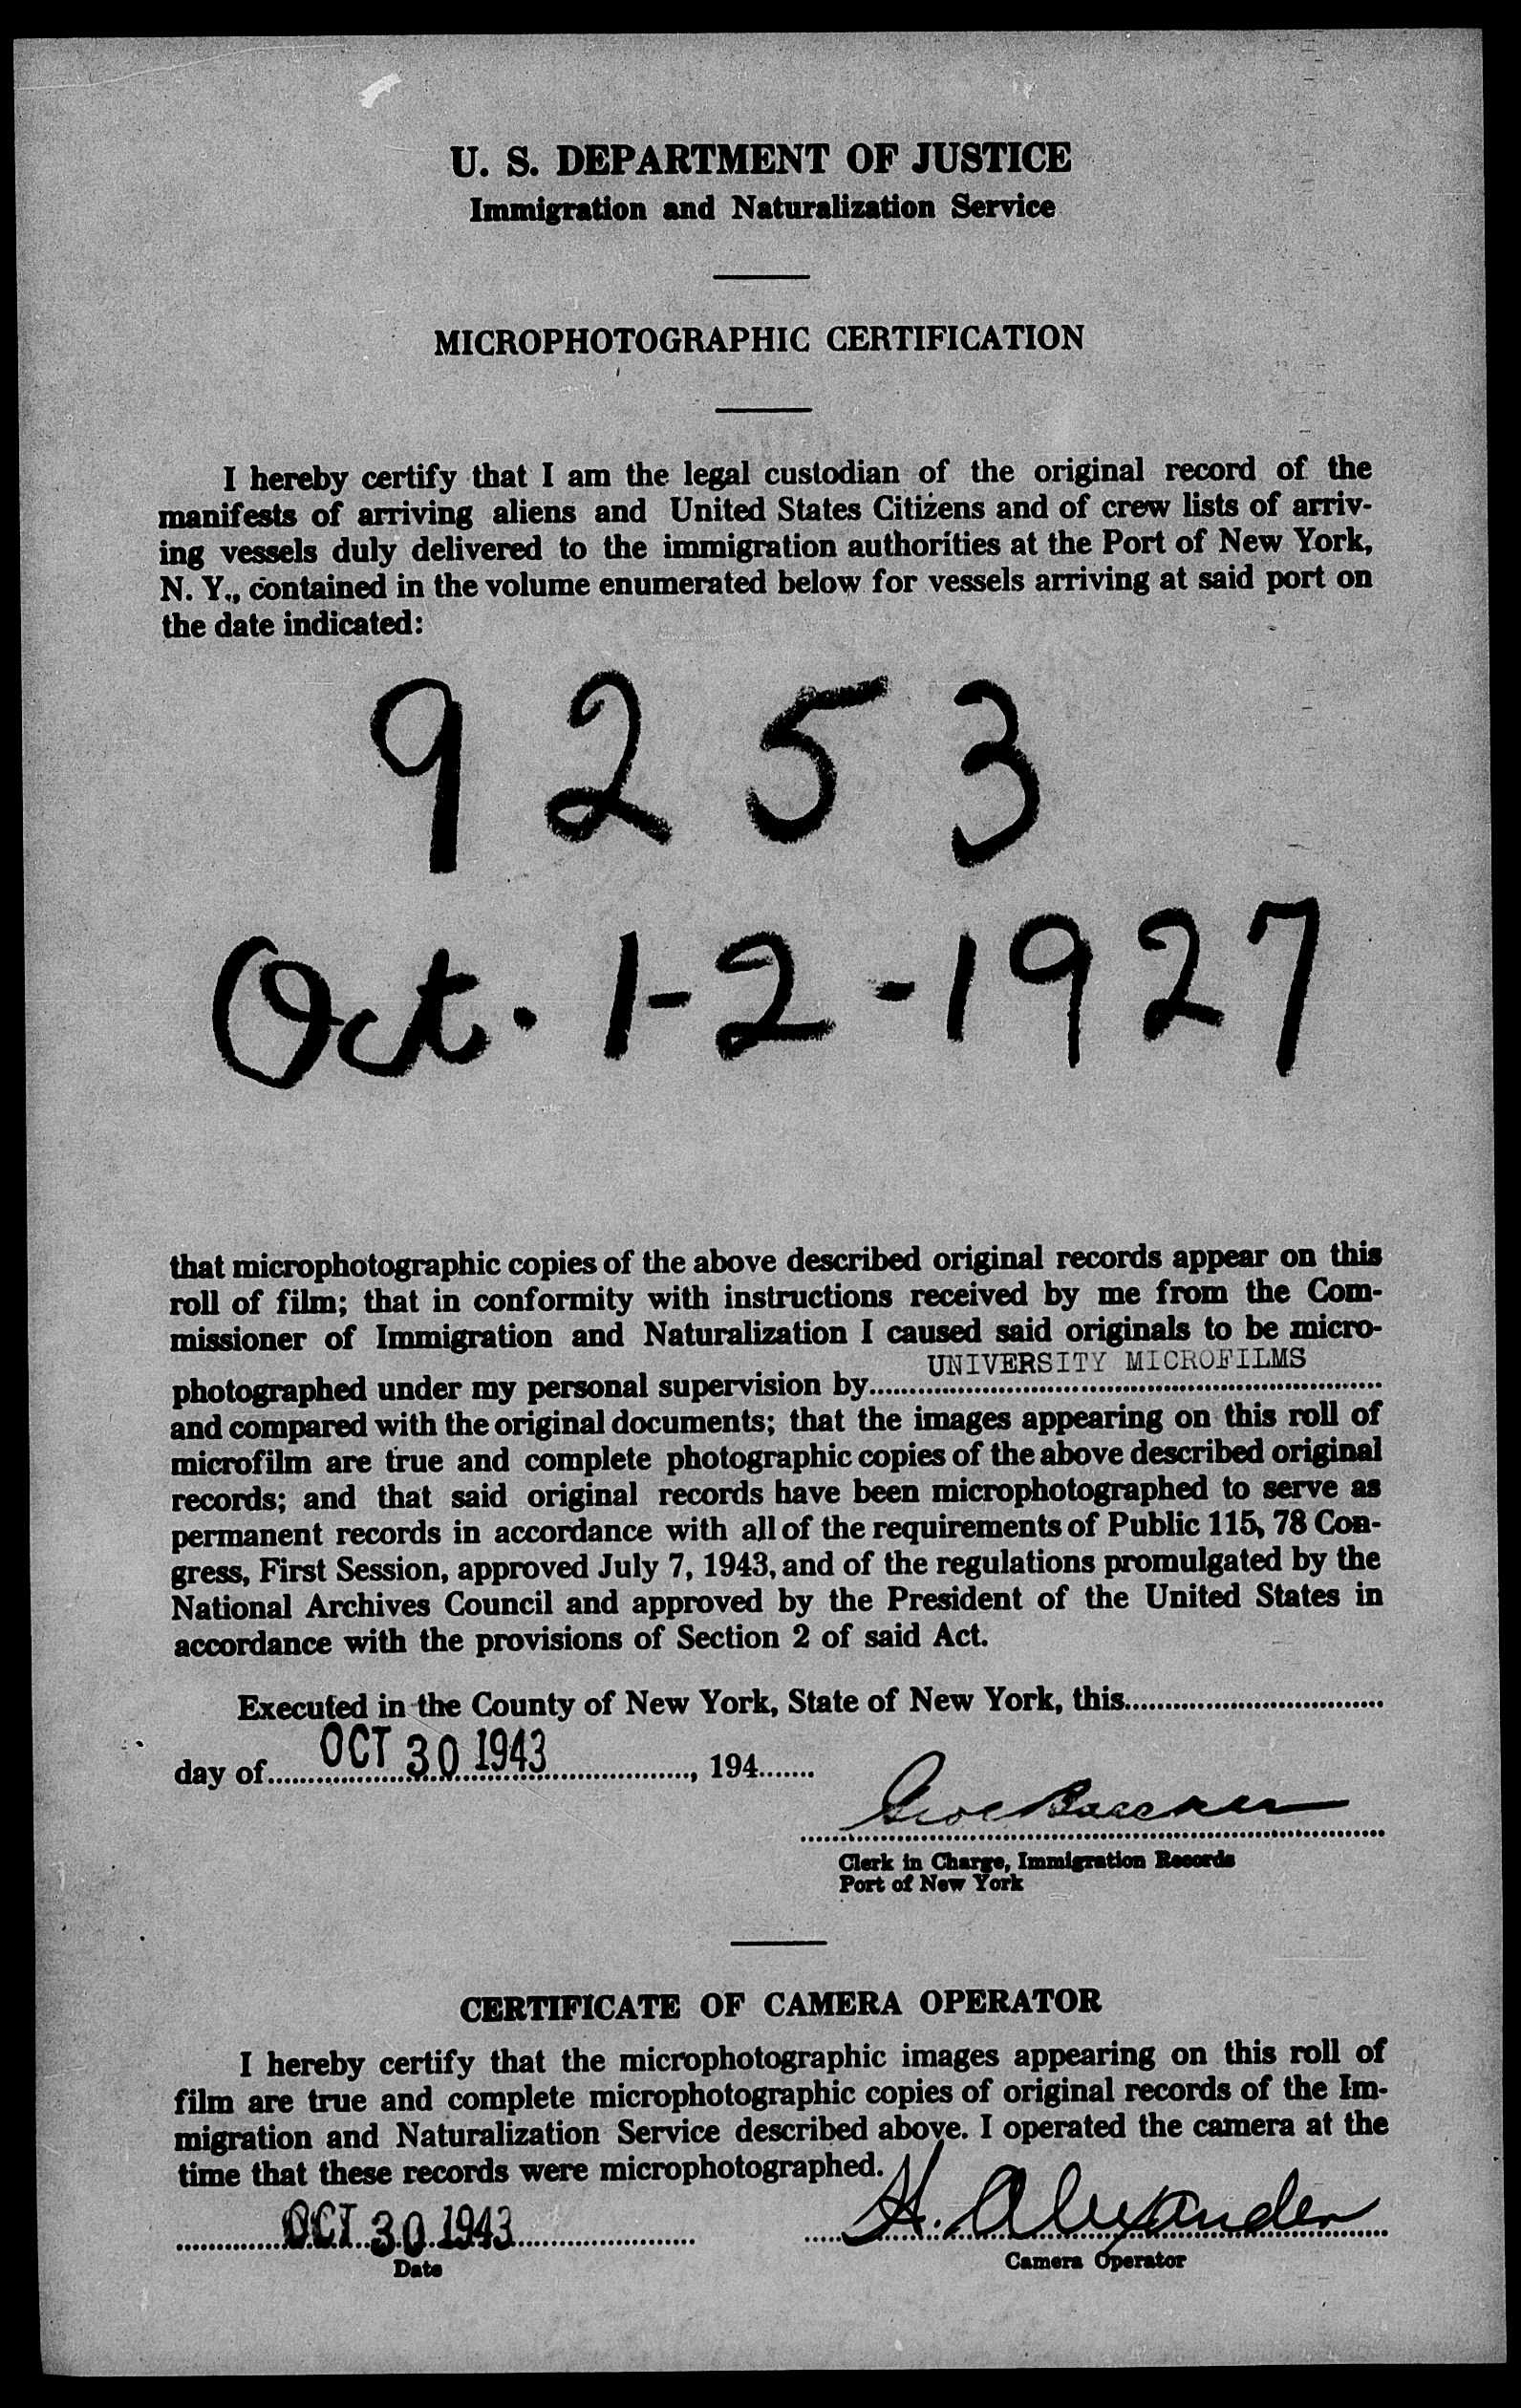 U. S. DEPARTMENT OF JUSTICE
Immigration and Naturalization Service
MICROPHOTOGRAPHIC CERTIFICATION
I hereby certify that I am the legal custodian of the original record of the
manifests of arriving aliens and United States Citizens and of crew lists of arriv-
ing vessels duly delivered to the immigration authorities at the Port of New York,
N. Y., contained in the volume enumerated below for vessels arriving at said port on
the date indicated:
9253
Oct. 1-2-1927
that microphotographic copies of the above described original records appear on this
roll of film; that in conformity with instructions received by me from the Com-
missioner of Immigration and Naturalization I caused said originals to be micro-
photographed under my personal supervision by UNIVERSITY MICROFILMS
and compared with the original documents; that the images appearing on this roll of
microfilm are true and complete photographic copies of the above described original
records; and that said original records have been microphotographed to serve as
permanent records in accordance with all of the requirements of Public 115, 78 Con-
gress, First Session, approved July 7, 1943, and of the regulations promulgated by the
National Archives Council and approved by the President of the United States in
accordance with the provisions of Section 2 of said Act.
Executed in the County of New York, State of New York, this
day of OCT 30 1943, 194
Clerk in Charge, Immigration Records
Port of New York
CERTIFICATE OF CAMERA OPERATOR
I hereby certify that the microphotographic images appearing on this roll of
film are true and complete microphotographic copies of original records of the Im-
migration and Naturalization Service described above. I operated the camera at the
time that these records were microphotographed.
OCT 30 1943 H. Alexander
Date Camera Operator